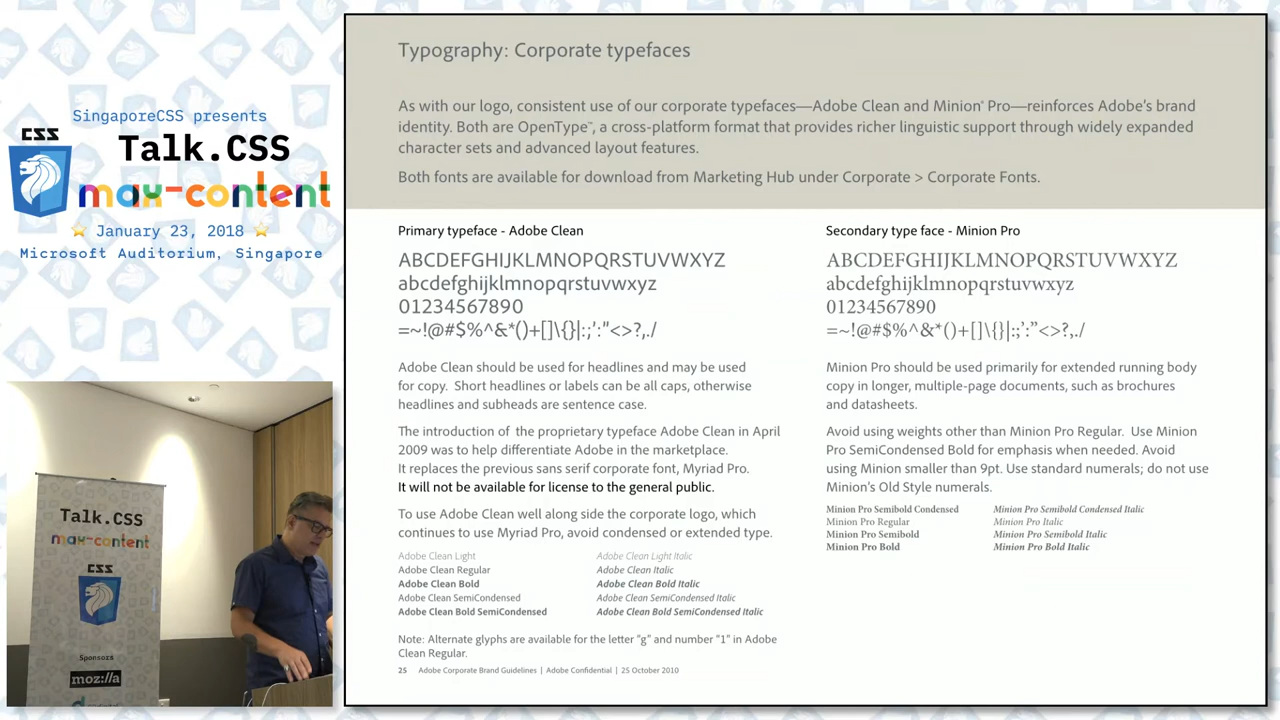 SingaporeCSS presents
CSS
Talk.CSS
max-content
⭐ January 23, 2018 ⭐
Microsoft Auditorium, Singapore
Talk.CSS
max-content
CSS
Sponsors
moz://a
Typography: Corporate typefaces
As with our logo, consistent use of our corporate typefaces—Adobe Clean and Minion® Pro—reinforces Adobe's brand
identity. Both are OpenType™, a cross-platform format that provides richer linguistic support through widely expanded
character sets and advanced layout features.
Both fonts are available for download from Marketing Hub under Corporate > Corporate Fonts.
Primary typeface - Adobe Clean
ABCDEFGHIJKLMNOPQRSTUVWXYZ
abcdefghijklmnopqrstuvwxyz
01234567890
=~!@#$%^&*()+[]\{}|:;’:"<>?,./
Adobe Clean should be used for headlines and may be used
for copy. Short headlines or labels can be all caps, otherwise
headlines and subheads are sentence case.
The introduction of the proprietary typeface Adobe Clean in April
2009 was to help differentiate Adobe in the marketplace.
It replaces the previous sans serif corporate font, Myriad Pro.
It will not be available for license to the general public.
To use Adobe Clean well along side the corporate logo, which
continues to use Myriad Pro, avoid condensed or extended type.
Adobe Clean Light
Adobe Clean Light Italic
Adobe Clean Regular
Adobe Clean Italic
Adobe Clean Bold
Adobe Clean Bold Italic
Adobe Clean SemiCondensed
Adobe Clean SemiCondensed Italic
Adobe Clean Bold SemiCondensed
Adobe Clean Bold SemiCondensed Italic
Note: Alternate glyphs are available for the letter "g" and number "1" in Adobe
Clean Regular.
25 Adobe Corporate Brand Guidelines | Adobe Confidential | 25 October 2010
Secondary type face - Minion Pro
ABCDEFGHIJKLMNOPQRSTUVWXYZ
abcdefghijklmnopqrstuvwxyz
01234567890
=~!@#$%^&*()+[]\{}|:;’:”<>?,./
Minion Pro should be used primarily for extended running body
copy in longer, multiple-page documents, such as brochures
and datasheets.
Avoid using weights other than Minion Pro Regular. Use Minion
Pro SemiCondensed Bold for emphasis when needed. Avoid
using Minion smaller than 9pt. Use standard numerals; do not use
Minion's Old Style numerals.
Minion Pro Semibold Condensed
Minion Pro Semibold Condensed Italic
Minion Pro Regular
Minion Pro Italic
Minion Pro Semibold
Minion Pro Semibold Italic
Minion Pro Bold
Minion Pro Bold Italic